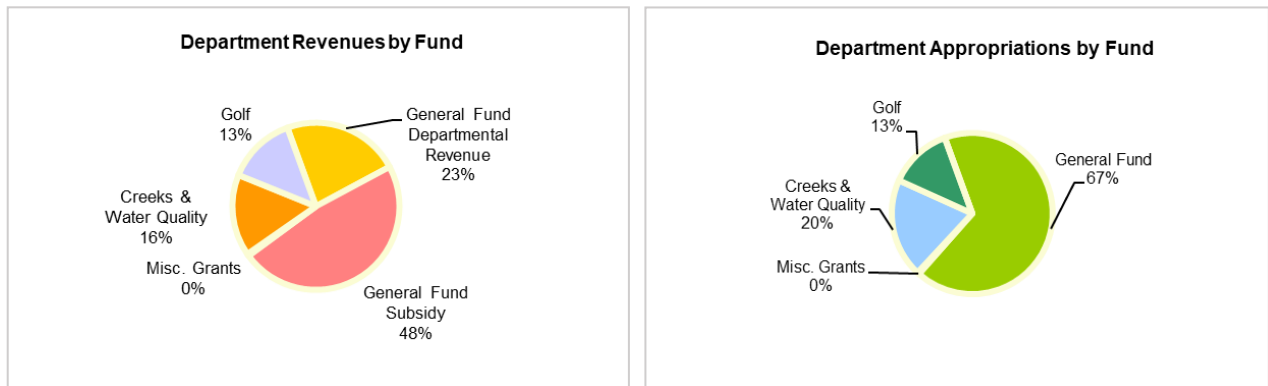 Department Revenues by Fund
Golf
13%
General Fund
Departmental
Revenue
23%
Creeks &
Water Quality
16%
Misc. Grants
0%
General Fund
Subsidy
48%
Department Appropriations by Fund
Golf
13%
General Fund
67%
Creeks &
Water Quality
20%
Misc. Grants
0%